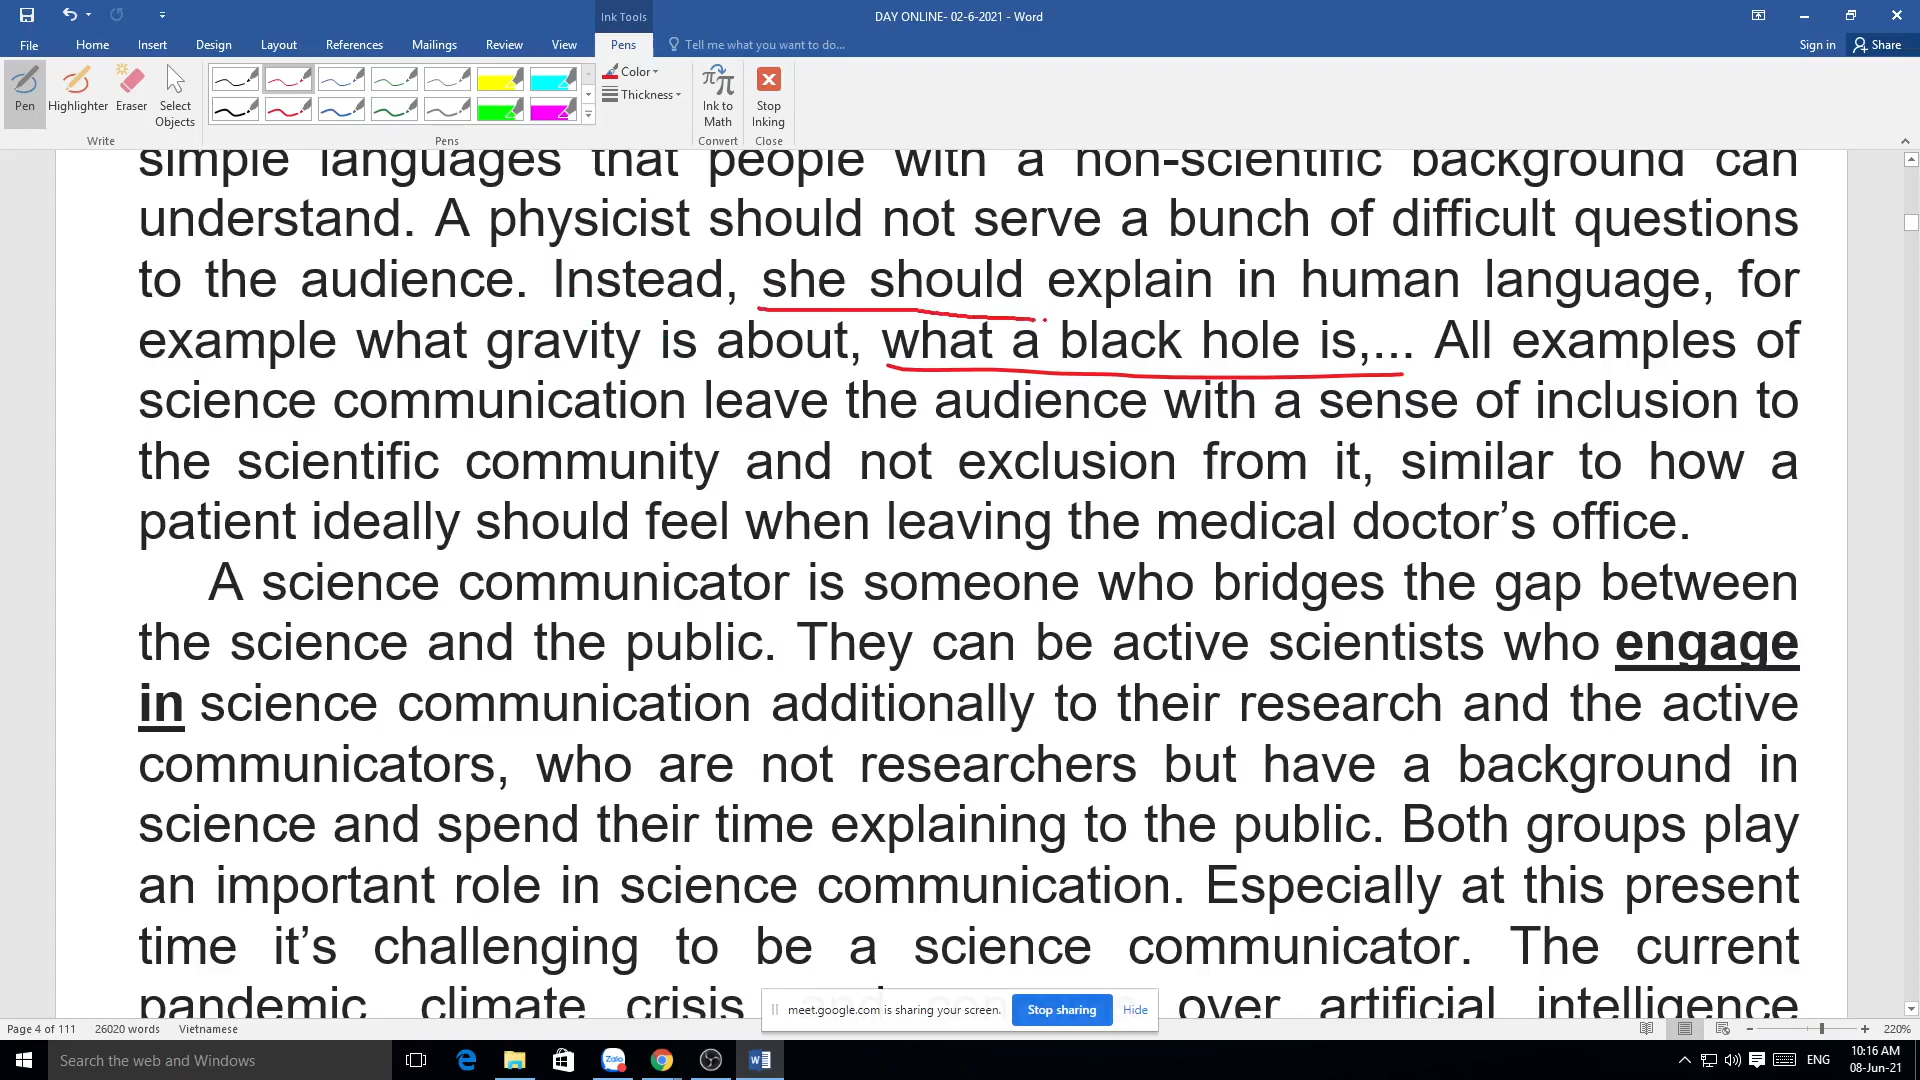 Ink Tools
DAY ONLINE- 02-6-2021 - Word
File Home Insert Design Layout References Mailings Review View Pens Tell me what you want to do... Sign in Share
Pen Highlighter Eraser Select Objects
Color
Thickness
Ink to Math
Stop Inking
Write Pens Convert Close
simple languages that people with a non-scientific background can
understand. A physicist should not serve a bunch of difficult questions
to the audience. Instead, she should explain in human language, for
example what gravity is about, what a black hole is,... All examples of
science communication leave the audience with a sense of inclusion to
the scientific community and not exclusion from it, similar to how a
patient ideally should feel when leaving the medical doctor’s office.
A science communicator is someone who bridges the gap between
the science and the public. They can be active scientists who engage
in science communication additionally to their research and the active
communicators, who are not researchers but have a background in
science and spend their time explaining to the public. Both groups play
an important role in science communication. Especially at this present
time it’s challenging to be a science communicator. The current
pandemic climate crisis over artificial intelligence
meet.google.com is sharing your screen. Stop sharing Hide
Page 4 of 111 26020 words Vietnamese 220%
Search the web and Windows
Zalo
ENG
10:16 AM
08-Jun-21